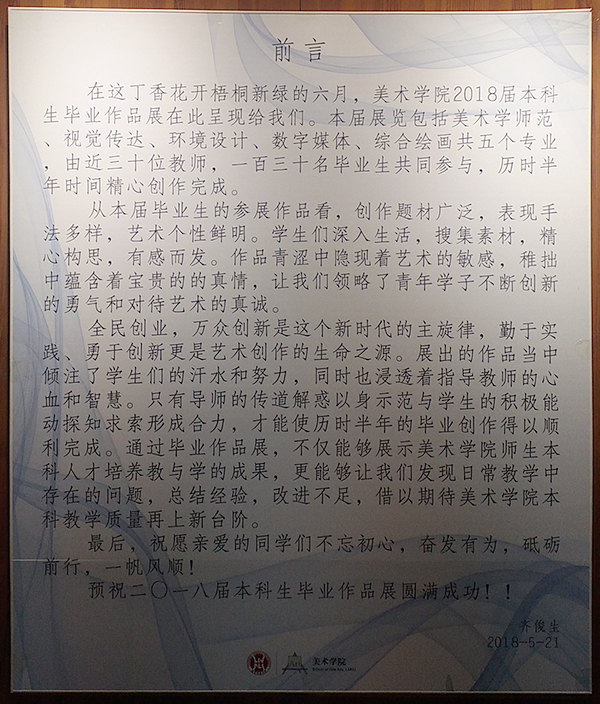 前言
在这丁香花开梧桐新绿的六月，美术学院2018届本科
生毕业作品展在此呈现给我们。本届展览包括美术学师范
、视觉传达、环境设计、数字媒体、综合绘画共五个专业
，由近三十位教师，一百三十名毕业生共同参与，历时半
年时间精心创作完成。
从本届毕业生的参展作品看，创作题材广泛，表现手
法多样，艺术个性鲜明。学生们深入生活，搜集素材，精
心构思，有感而发。作品青涩中隐现着艺术的敏感，稚拙
中蕴含着宝贵的的真情，让我们领略了青年学子不断创新
的勇气和对待艺术的真诚。
全民创业，万众创新是这个新时代的主旋律，勤于实
践、勇于创新更是艺术创作的生命之源。展出的作品当中
倾注了学生们的汗水和努力，同时也浸透着指导教师的心
血和智慧。只有导师的传道解惑以身示范与学生的积极能
动探知求索形成合力，才能使历时半年的毕业创作得以顺
利完成。通过毕业作品展，不仅能够展示美术学院师生本
科人才培养教与学的成果，更能够让我们发现日常教学中
存在的问题，总结经验，改进不足，借以期待美术学院本
科教学质量再上新台阶。
最后，祝愿亲爱的同学们不忘初心，奋发有为，砥砺
前行，一帆风顺！
预祝二〇一八届本科生毕业作品展圆满成功！！
齐俊生
2018-5-21
美术学院